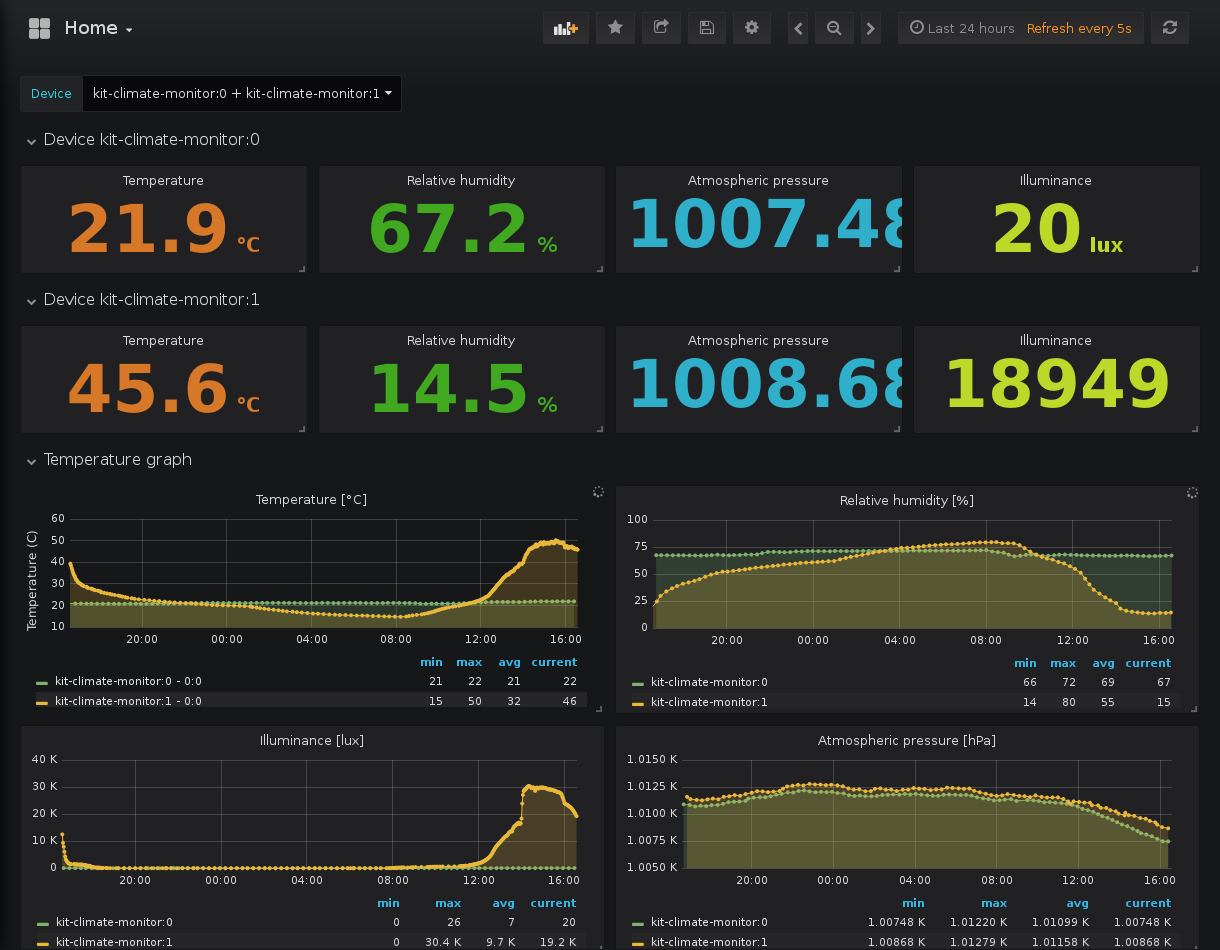 Home
Last 24 hours Refresh every 5s
Device kit-climate-monitor:0 + kit-climate-monitor:1
Device kit-climate-monitor:0
Temperature Relative humidity Atmospheric pressure Illuminance
21.9 °C 67.2 % 1007.48 20 lux
Device kit-climate-monitor:1
Temperature Relative humidity Atmospheric pressure Illuminance
45.6 °C 14.5 % 1008.68 18949
Temperature graph
Temperature [°C]
Temperature (C)
60
50
40
30
20
10
20:00 00:00 04:00 08:00 12:00 16:00
min max avg current
kit-climate-monitor:0 - 0:0 21 22 21 22
kit-climate-monitor:1 - 0:0 15 50 32 46
Relative humidity [%]
100
75
50
25
0
20:00 00:00 04:00 08:00 12:00 16:00
min max avg current
kit-climate-monitor:0 66 72 69 67
kit-climate-monitor:1 14 80 55 15
Illuminance [lux]
40 K
30 K
20 K
10 K
0
20:00 00:00 04:00 08:00 12:00 16:00
min max avg current
kit-climate-monitor:0 0 26 7 20
kit-climate-monitor:1 0 30.4 K 9.7 K 19.2 K
Atmospheric pressure [hPa]
1.0150 K
1.0125 K
1.0100 K
1.0075 K
1.0050 K
20:00 00:00 04:00 08:00 12:00 16:00
min max avg current
kit-climate-monitor:0 1.00748 K 1.01220 K 1.01099 K 1.00748 K
kit-climate-monitor:1 1.00868 K 1.01279 K 1.01158 K 1.00868 K